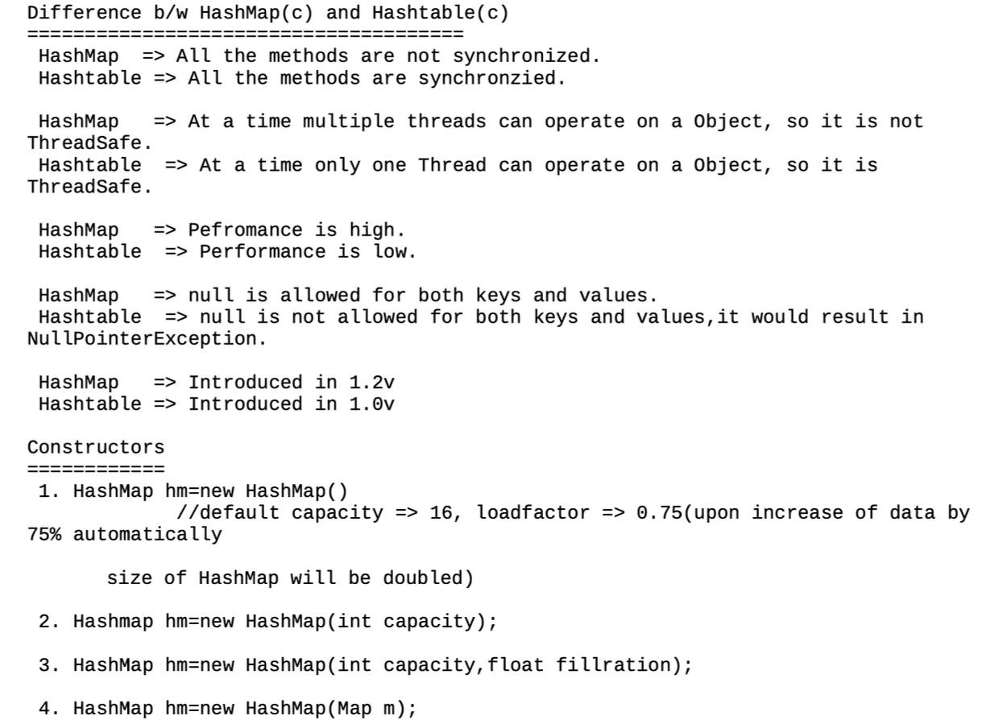 Difference b/w HashMap(c) and Hashtable(c)
======================================
HashMap => All the methods are not synchronized.
Hashtable => All the methods are synchronzied.
HashMap => At a time multiple threads can operate on a Object, so it is not
ThreadSafe.
Hashtable => At a time only one Thread can operate on a Object, so it is
ThreadSafe.
HashMap => Pefromance is high.
Hashtable => Performance is low.
HashMap => null is allowed for both keys and values.
Hashtable => null is not allowed for both keys and values,it would result in
NullPointerException.
HashMap => Introduced in 1.2v
Hashtable => Introduced in 1.0v
Constructors
============
1. HashMap hm=new HashMap()
//default capacity => 16, loadfactor => 0.75(upon increase of data by
75% automatically
size of HashMap will be doubled)
2. Hashmap hm=new HashMap(int capacity);
3. HashMap hm=new HashMap(int capacity,float fillration);
4. HashMap hm=new HashMap(Map m);